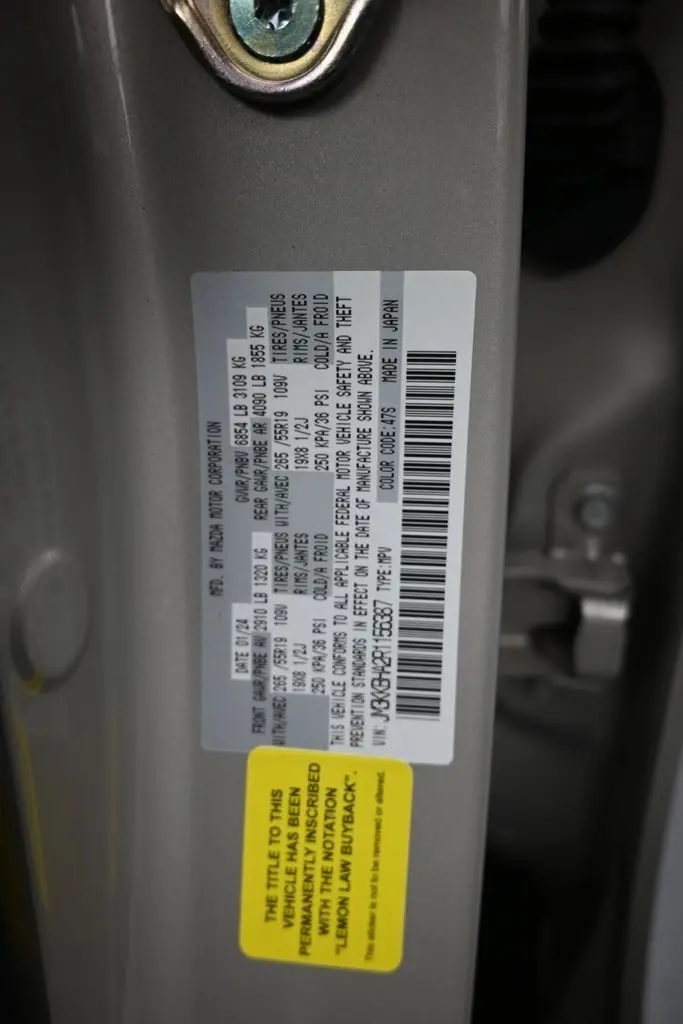 MFD. BY MAZDA MOTOR CORPORATION
DATE 01/24 GVWR/PNBV 6854 LB 3109 KG
FRONT GAWR/PNBE AV 2910 LB 1320 KG REAR GAWR/PNBE AR 4090 LB 1855 KG
WITH/AVEC 265 /55R19 109V TIRES/PNEUS WITH/AVEC 265 /55R19 109V TIRES/PNEUS
19X8 1/2J RIMS/JANTES 19X8 1/2J RIMS/JANTES
250 KPA/36 PSI COLD/A FROID 250 KPA/36 PSI COLD/A FROID
THIS VEHICLE CONFORMS TO ALL APPLICABLE FEDERAL MOTOR VEHICLE SAFETY AND THEFT
PREVENTION STANDARDS IN EFFECT ON THE DATE OF MANUFACTURE SHOWN ABOVE.
VIN: JM3KKBHA2R1156387 TYPE:MPV COLOR CODE:47S MADE IN JAPAN
THE TITLE TO THIS
VEHICLE HAS BEEN
PERMANENTLY INSCRIBED
WITH THE NOTATION
"LEMON LAW BUYBACK".
This sticker is not to be removed or altered.